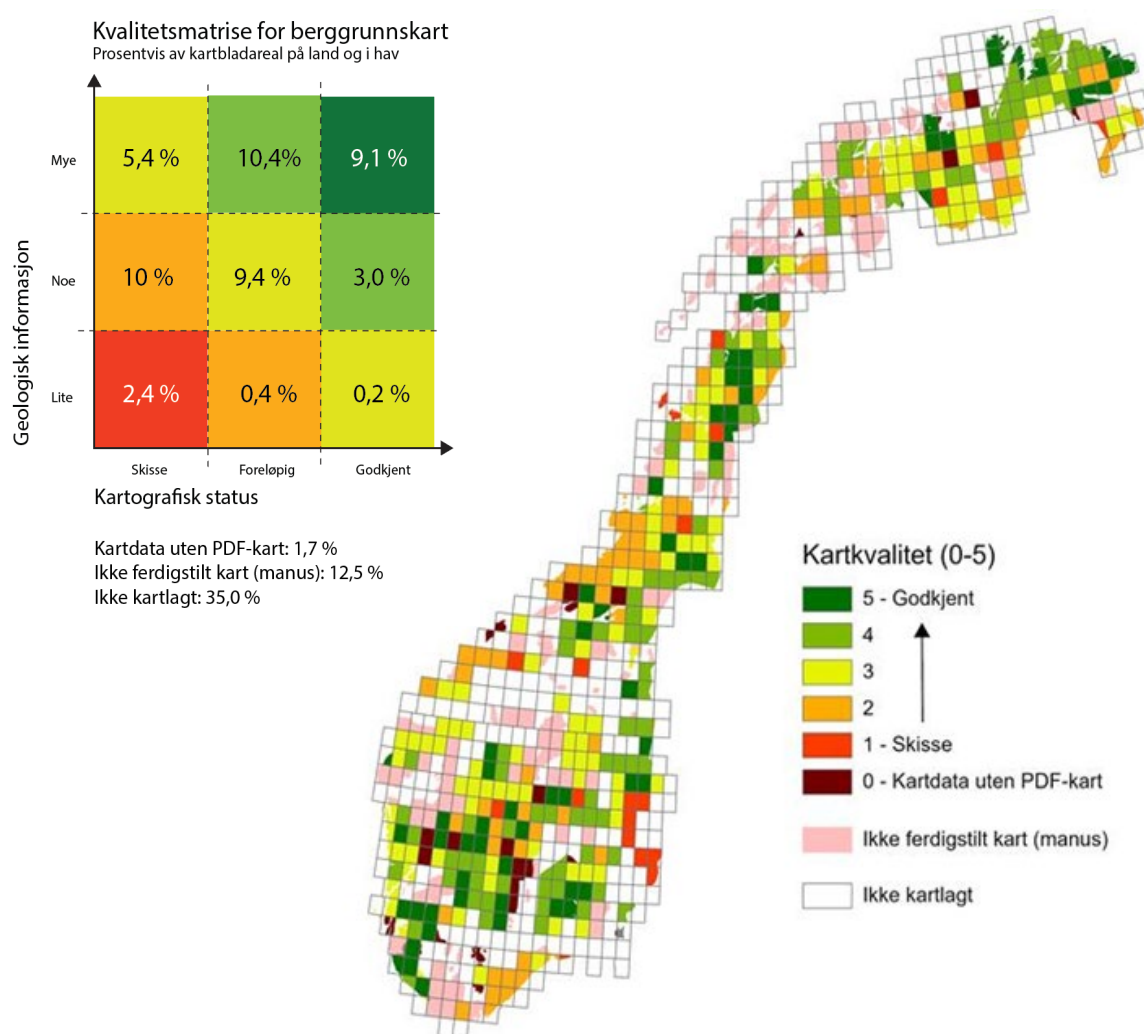 Kvalitetsmatrise for berggrunnskart
Prosentvis av kartbladareal på land og i hav
Geologisk informasjon
Mye
5,4 %
10,4%
9,1 %
Noe
10 %
9,4 %
3,0 %
Lite
2,4 %
0,4 %
0,2 %
Skisse
Foreløpig
Godkjent
Kartografisk status
Kartdata uten PDF-kart: 1,7 %
Ikke ferdigstilt kart (manus): 12,5 %
Ikke kartlagt: 35,0 %
Kartkvalitet (0-5)
5 - Godkjent
4
3
2
1 - Skisse
0 - Kartdata uten PDF-kart
Ikke ferdigstilt kart (manus)
Ikke kartlagt